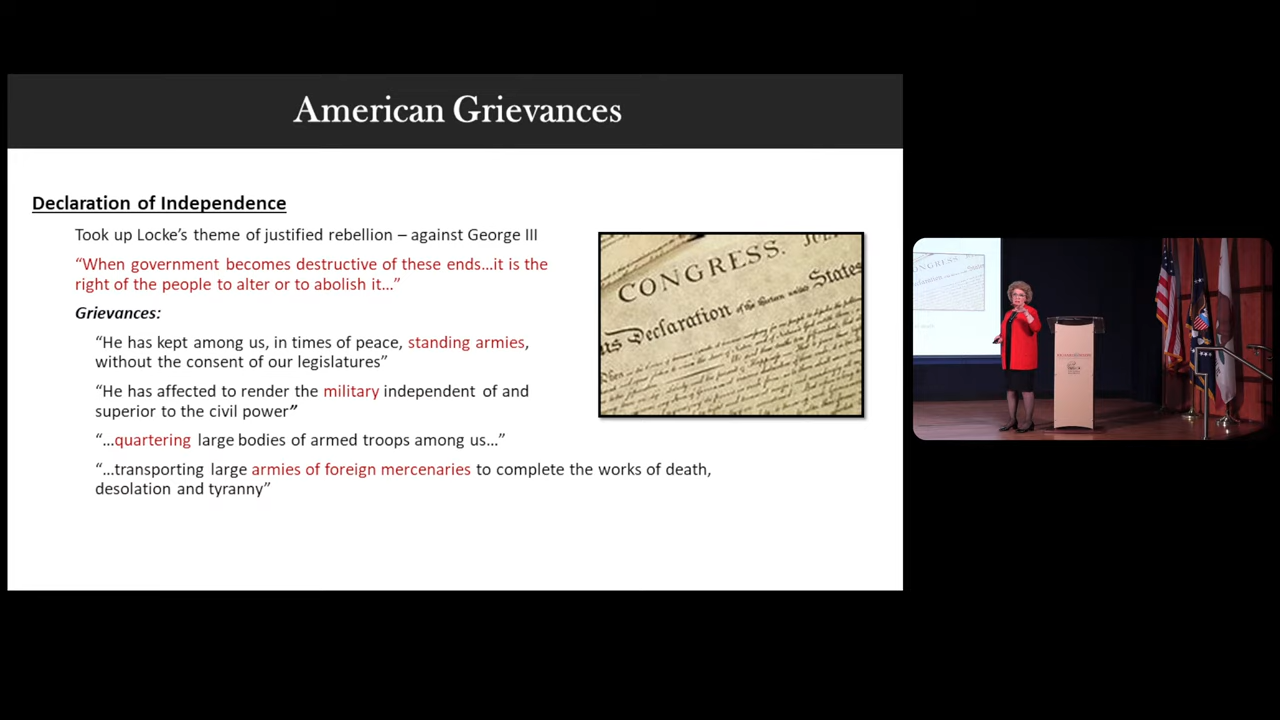 American Grievances
Declaration of Independence
Took up Locke’s theme of justified rebellion – against George III
“When government becomes destructive of these ends…it is the
right of the people to alter or to abolish it…”
Grievances:
“He has kept among us, in times of peace, standing armies,
without the consent of our legislatures”
“He has affected to render the military independent of and
superior to the civil power”
“…quartering large bodies of armed troops among us…”
“…transporting large armies of foreign mercenaries to complete the works of death,
desolation and tyranny”
CONGRESS.
Declaration of the thirteen united States